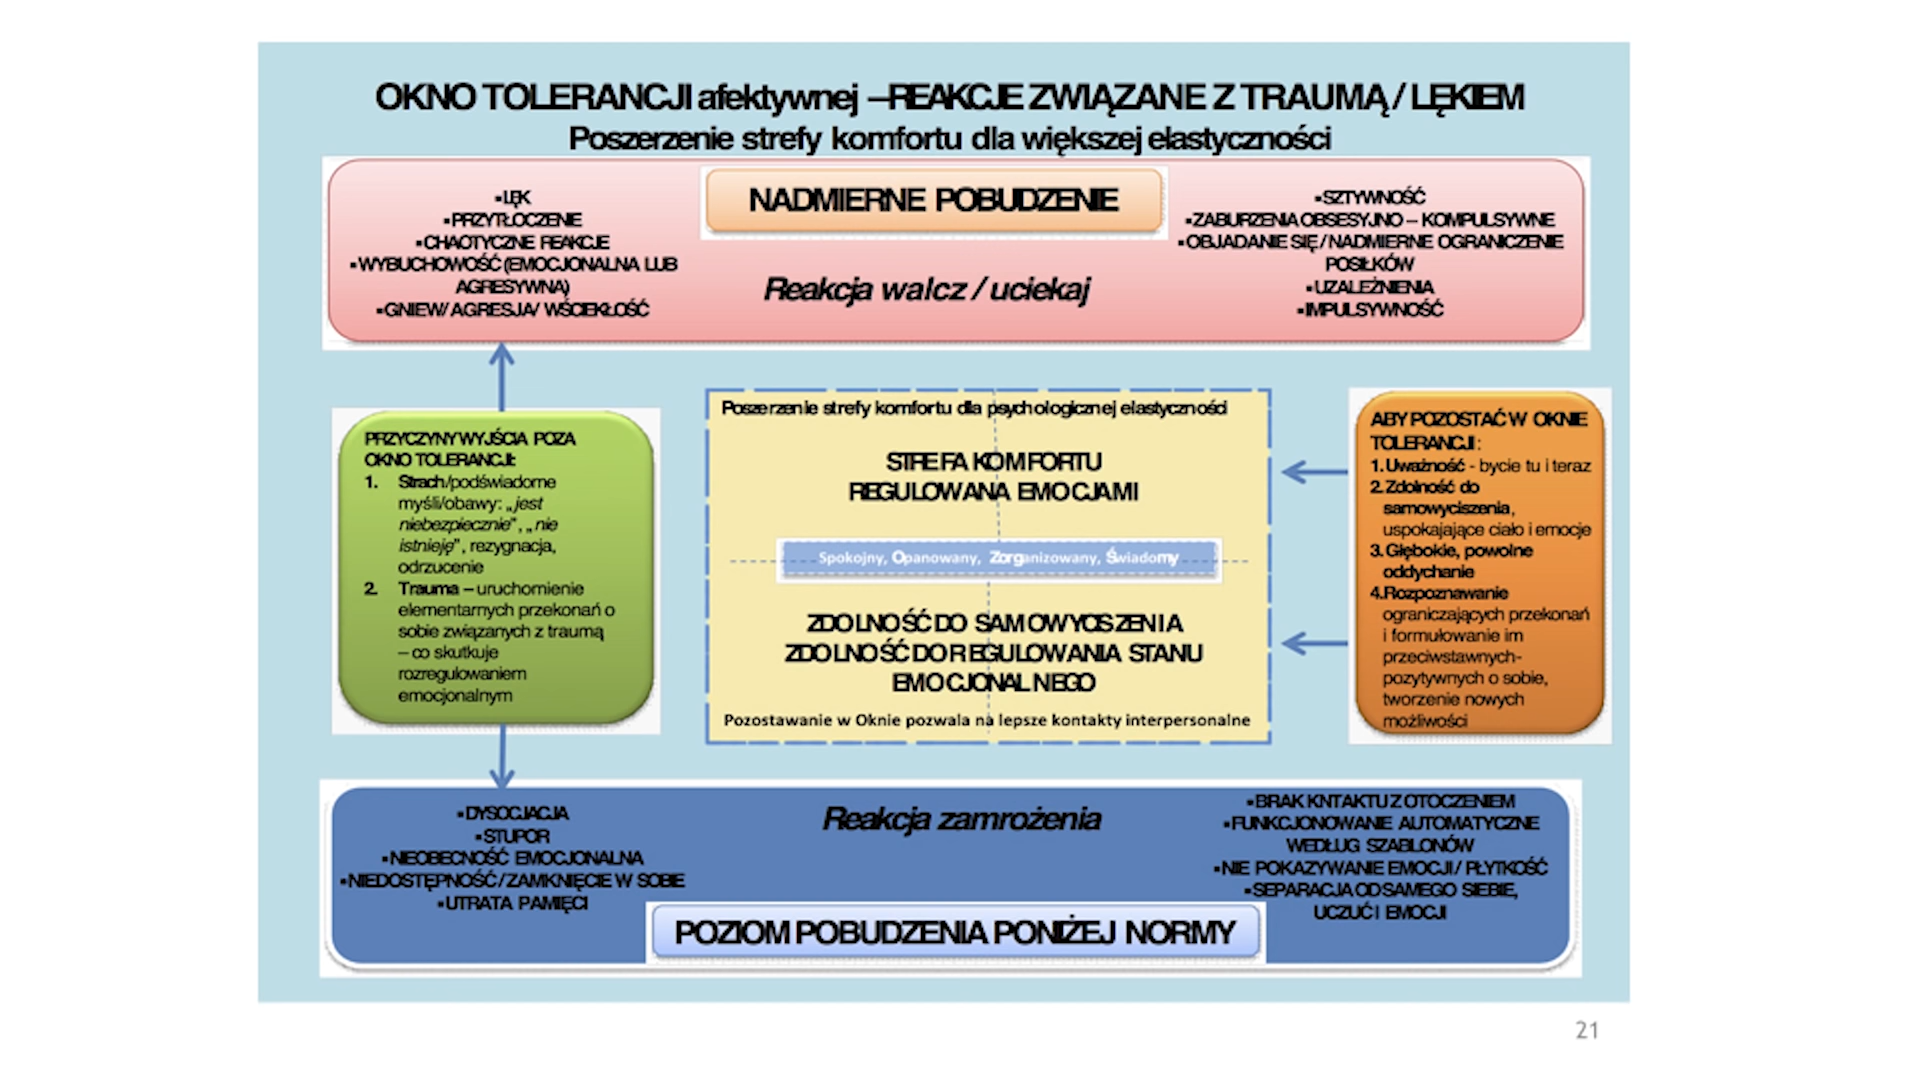 OKNO TOLERANCJI afektywnej –REAKCJE ZWIĄZANE Z TRAUMĄ / LĘKIEM
Poszerzenie strefy komfortu dla większej elastyczności
NADMIERNE POBUDZENIE
Reakcja walcz / uciekaj
▪LĘK
▪PRZYTŁOCZENIE
▪CHAOTYCZNE REAKCJE
▪WYBUCHOWOŚĆ (EMOCJONALNA LUB
AGRESYWNA)
▪GNIEW/ AGRESJA/ WŚCIEKŁOŚĆ
▪SZTYWNOŚĆ
▪ZABURZENIA OBSESYJNO – KOMPULSYWNE
▪OBJADANIE SIĘ / NADMIERNE OGRANICZENIE
POSIŁKÓW
▪UZALEŻNIENIA
▪IMPULSYWNOŚĆ
PRZYCZYNY WYJŚCIA POZA
OKNO TOLERANCJI:
1. Strach/podświadome
myśli/obawy: „jest
niebezpiecznie”, „nie
istnieję”, rezygnacja,
odrzucenie
2. Trauma – uruchomienie
elementarnych przekonań o
sobie związanych z traumą
– co skutkuje
rozregulowaniem
emocjonalnym
Poszerzenie strefy komfortu dla psychologicznej elastyczności
STREFA KOMFORTU
REGULOWANA EMOCJAMI
Spokojny, Opanowany, Zorganizowany, Świadomy
ZDOLNOŚĆ DO SAMOWYCISZENIA
ZDOLNOŚĆ DO REGULOWANIA STANU
EMOCJONALNEGO
Pozostawanie w Oknie pozwala na lepsze kontakty interpersonalne
ABY POZOSTAĆ W OKNIE
TOLERANCJI :
1. Uważność - bycie tu i teraz
2. Zdolność do
samowyciszenia,
uspokajające ciało i emocje
3. Głębokie, powolne
oddychanie
4.Rozpoznawanie
ograniczających przekonań
i formułowanie im
przeciwstawnych-
pozytywnych o sobie,
tworzenie nowych
możliwości
▪DYSOCJACJA
▪STUPOR
▪NIEOBECNOŚĆ EMOCJONALNA
▪NIEDOSTĘPNOŚĆ / ZAMKNIĘCIE W SOBIE
▪UTRATA PAMIĘCI
Reakcja zamrożenia
▪BRAK KNTAKTU Z OTOCZENIEM
▪FUNKCJONOWANIE AUTOMATYCZNE
WEDŁUG SZABLONÓW
▪NIE POKAZYWANIE EMOCJI / PŁYTKOŚĆ
▪SEPARACJA OD SAMEGO SIEBIE,
UCZUĆ I EMOCJI
POZIOM POBUDZENIA PONIŻEJ NORMY
21